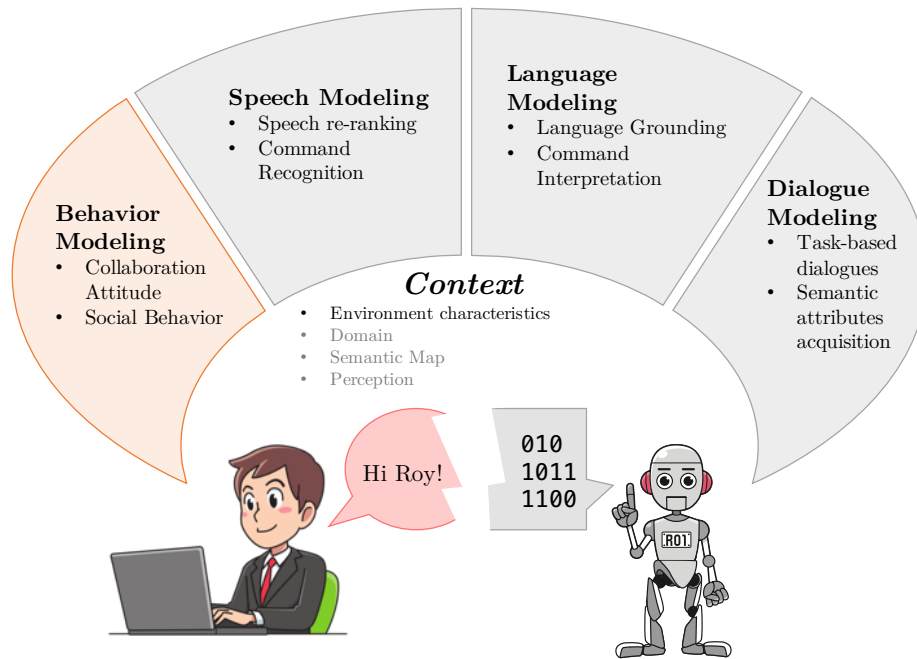 Behavior
Modeling
• Collaboration
Attitude
• Social Behavior
Speech Modeling
• Speech re-ranking
• Command
Recognition
Language
Modeling
• Language Grounding
• Command
Interpretation
Dialogue
Modeling
• Task-based
dialogues
• Semantic
attributes
acquisition
Context
• Environment characteristics
• Domain
• Semantic Map
• Perception
Hi Roy!
010
1011
1100
R01.